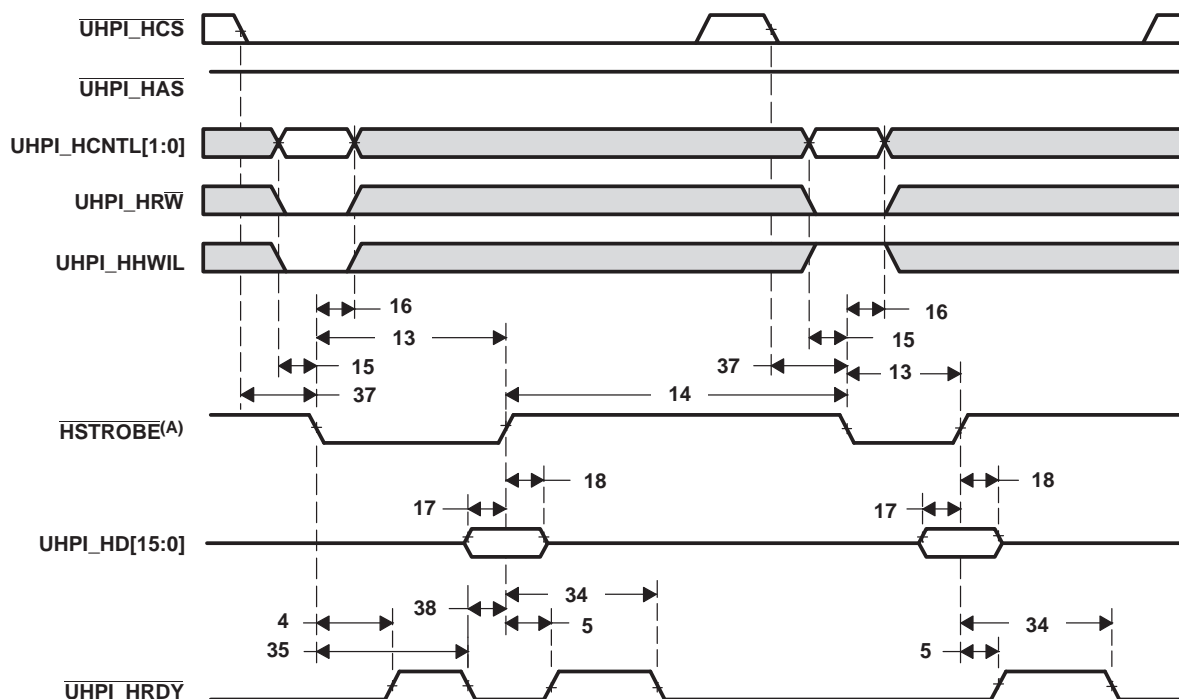 UHPI_HCS
UHPI_HAS
UHPI_HCNTL[1:0]
UHPI_HRW
UHPI_HHWIL
16
16
13
15
15
37
13
37
14
HSTROBE(A)
18
18
17
17
UHPI_HD[15:0]
34
38
4
5
34
35
5
UHPI_HRDY